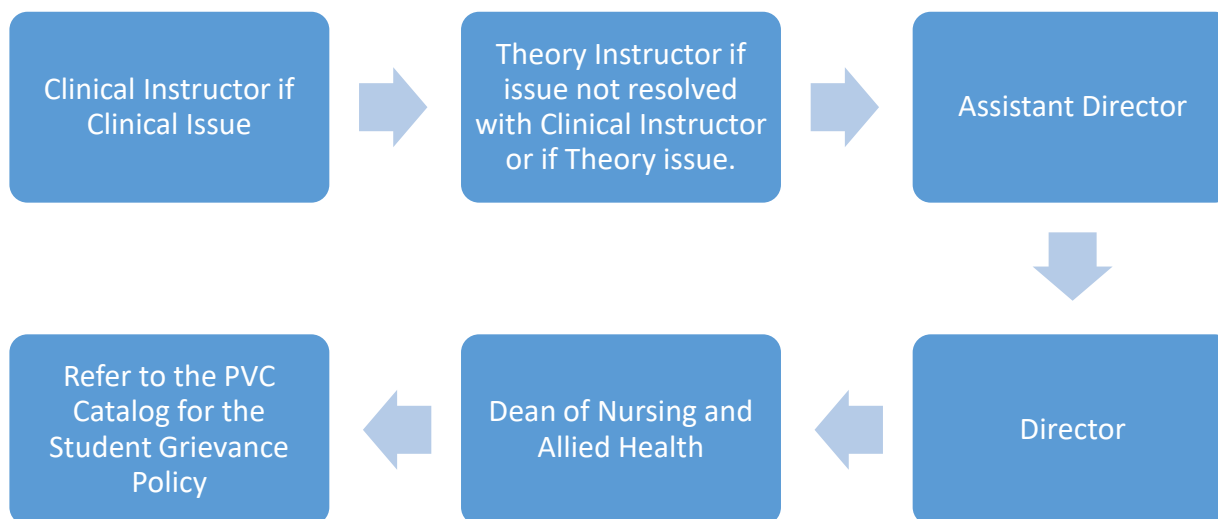 Clinical Instructor if
Clinical Issue
Theory Instructor if
issue not resolved
with Clinical Instructor
or if Theory issue.
Assistant Director
Director
Dean of Nursing and
Allied Health
Refer to the PVC
Catalog for the
Student Grievance
Policy